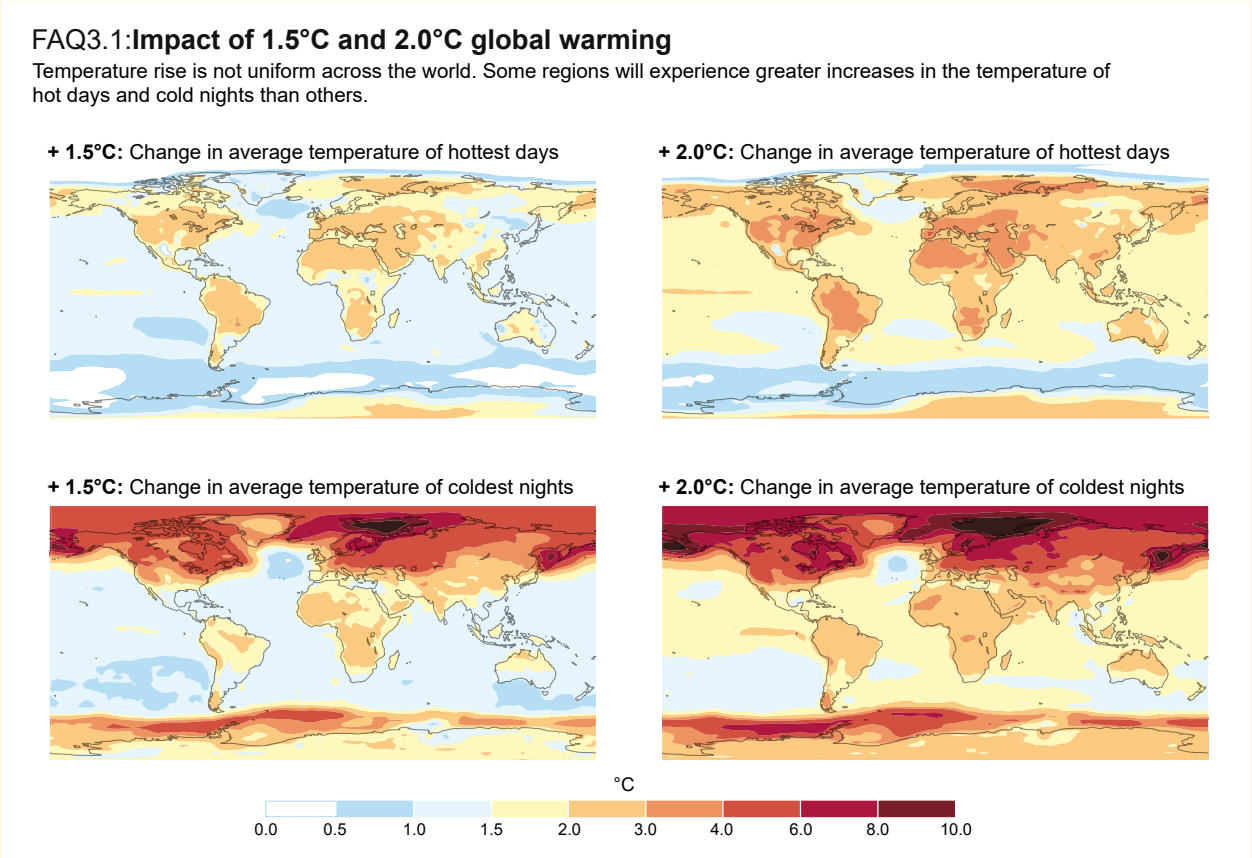 FAQ3.1:Impact of 1.5°C and 2.0°C global warming
Temperature rise is not uniform across the world. Some regions will experience greater increases in the temperature of
hot days and cold nights than others.
+ 1.5°C: Change in average temperature of hottest days
+ 2.0°C: Change in average temperature of hottest days
+ 1.5°C: Change in average temperature of coldest nights
+ 2.0°C: Change in average temperature of coldest nights
°C
0.0 0.5 1.0 1.5 2.0 3.0 4.0 6.0 8.0 10.0